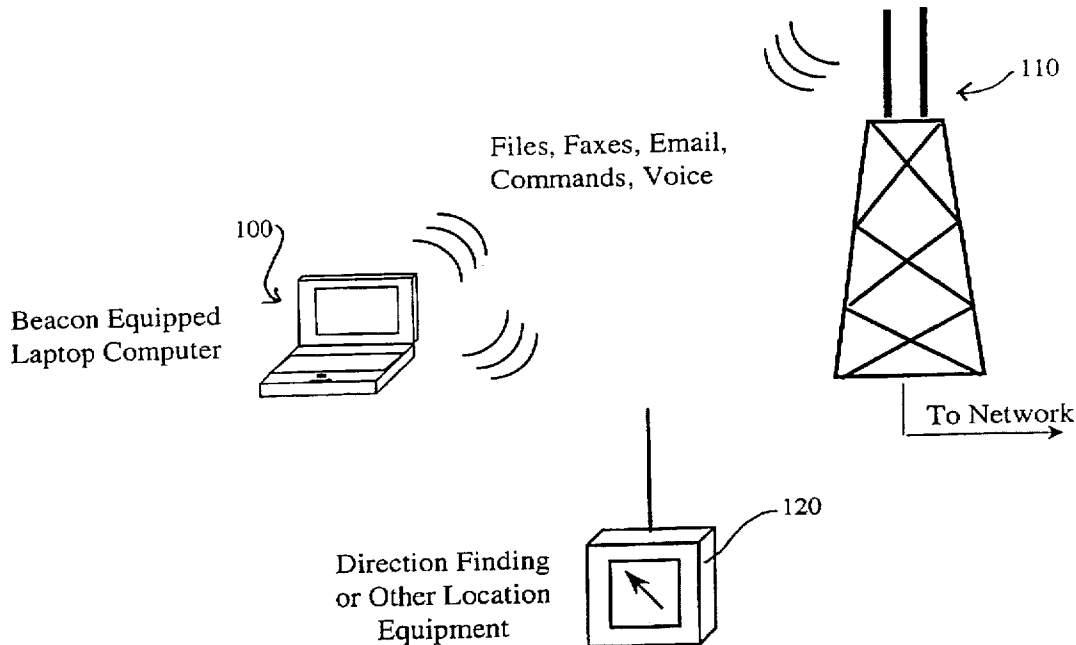 110
Files, Faxes, Email,
Commands, Voice
100
Beacon Equipped
Laptop Computer
To Network
120
Direction Finding
or Other Location
Equipment